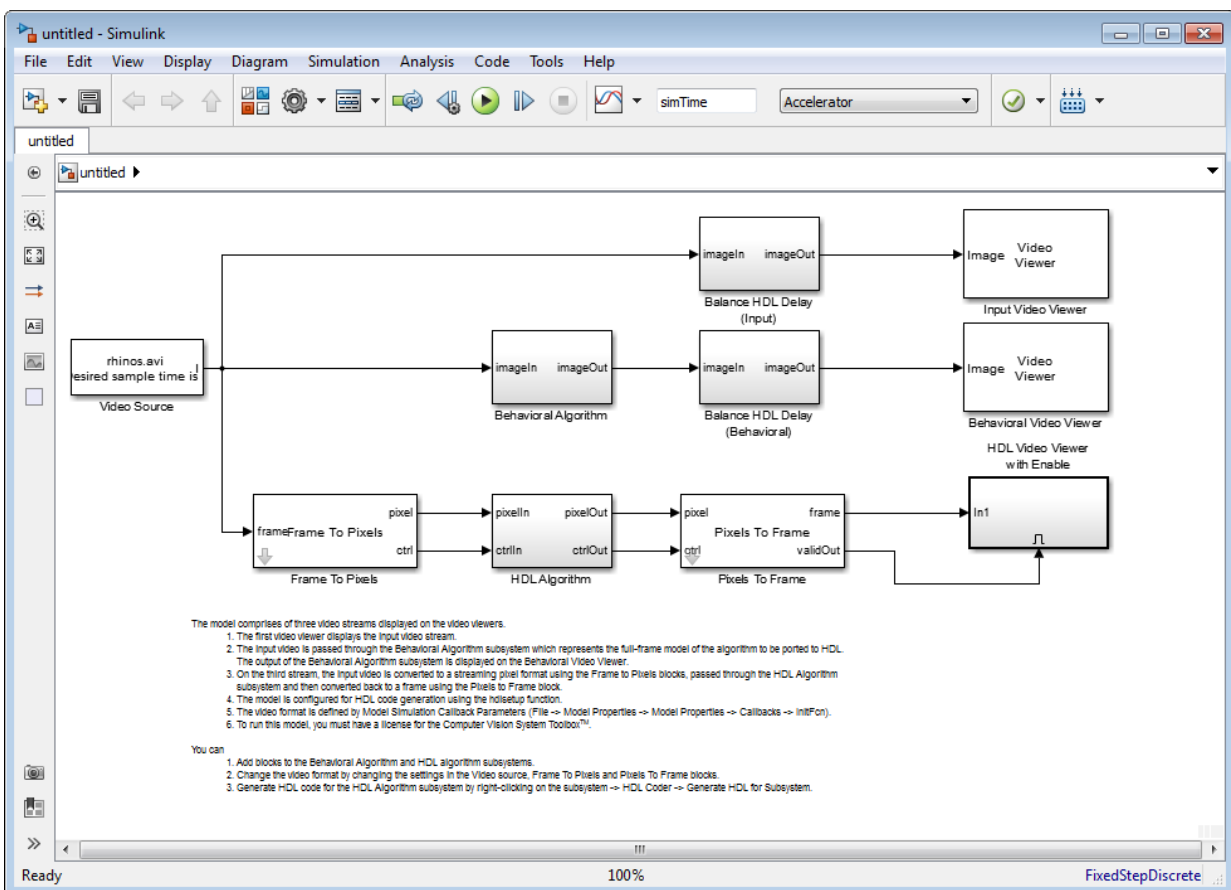 untitled - Simulink
File Edit View Display Diagram Simulation Analysis Code Tools Help
simTime Accelerator
untitled
untitled
imageIn imageOut
Balance HDL Delay
(Input)
Image Video
Viewer
Input Video Viewer
rhinos.avi
esired sample time is
I
Video Source
imageIn imageOut
Behavioral Algorithm
imageIn imageOut
Balance HDL Delay
(Behavioral)
Image Video
Viewer
Behavioral Video Viewer
HDL Video Viewer
with Enable
frame Frame To Pixels pixel
ctrl
Frame To Pixels
pixelIn pixelOut
ctrlIn ctrlOut
HDL Algorithm
pixel frame
Pixels To Frame
ctrl validOut
Pixels To Frame
In1
The model comprises of three video streams displayed on the video viewers.
1. The first video viewer displays the input video stream.
2. The input video is passed through the Behavioral Algorithm subsystem which represents the full-frame model of the algorithm to be ported to HDL.
The output of the Behavioral Algorithm subsystem is displayed on the Behavioral Video Viewer.
3. On the third stream, the input video is converted to a streaming pixel format using the Frame to Pixels blocks, passed through the HDL Algorithm
subsystem and then converted back to a frame using the Pixels to Frame block.
4. The model is configured for HDL code generation using the hdlsetup function.
5. The video format is defined by Model Simulation Callback Parameters (File -> Model Properties -> Model Properties -> Callbacks -> InitFcn).
6. To run this model, you must have a license for the Computer Vision System Toolbox™.
You can
1. Add blocks to the Behavioral Algorithm and HDL algorithm subsystems.
2. Change the video format by changing the settings in the Video source, Frame To Pixels and Pixels To Frame blocks.
3. Generate HDL code for the HDL Algorithm subsystem by right-clicking on the subsystem -> HDL Coder -> Generate HDL for Subsystem.
Ready 100% FixedStepDiscrete